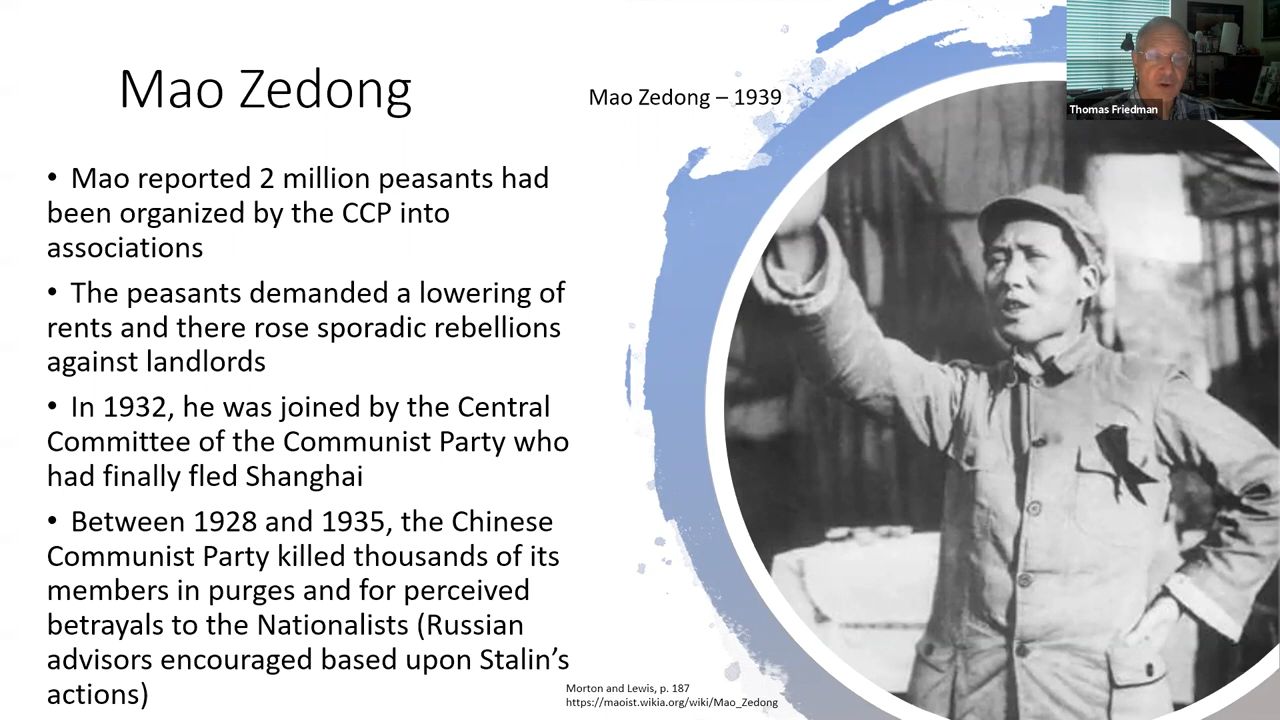 Mao Zedong
Mao Zedong – 1939
Thomas Friedman
• Mao reported 2 million peasants had
been organized by the CCP into
associations
• The peasants demanded a lowering of
rents and there rose sporadic rebellions
against landlords
• In 1932, he was joined by the Central
Committee of the Communist Party who
had finally fled Shanghai
• Between 1928 and 1935, the Chinese
Communist Party killed thousands of its
members in purges and for perceived
betrayals to the Nationalists (Russian
advisors encouraged based upon Stalin’s
actions)
Morton and Lewis, p. 187
https://maoist.wikia.org/wiki/Mao_Zedong